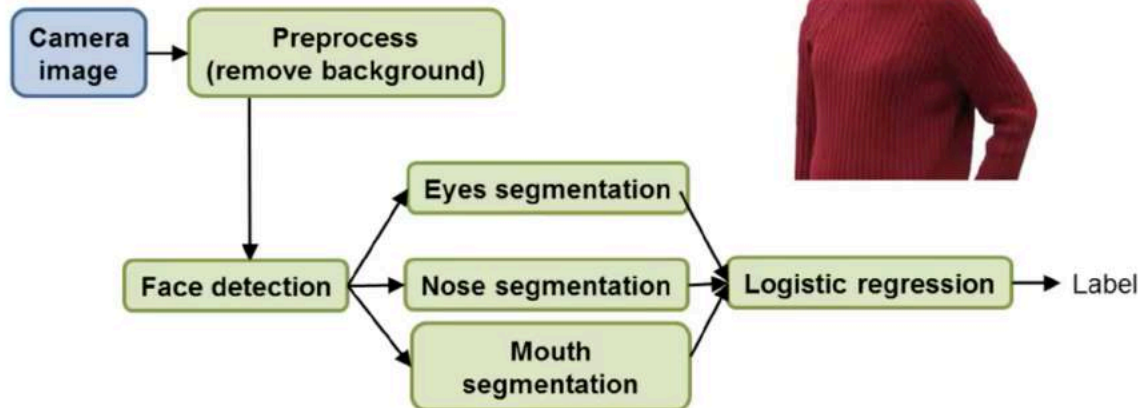 Camera
image
Preprocess
(remove background)
Eyes segmentation
Face detection
Nose segmentation
Logistic regression
Label
Mouth
segmentation